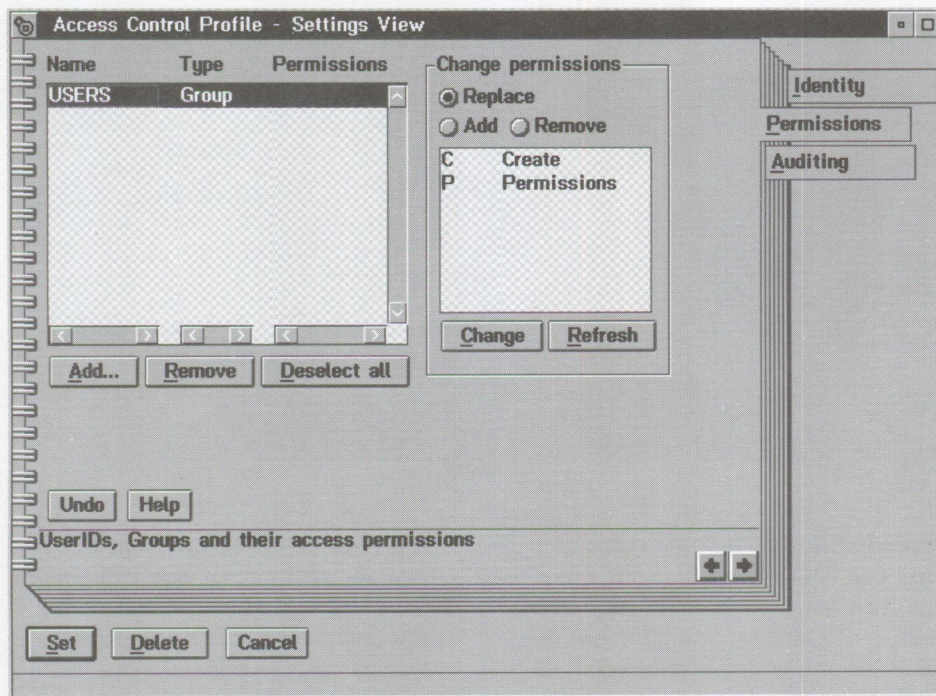 Access Control Profile - Settings View
Name Type Permissions
USERS Group
Change permissions
Replace
Add Remove
C Create
P Permissions
Change Refresh
Add... Remove Deselect all
Undo Help
UserIDs, Groups and their access permissions
Identity
Permissions
Auditing
Set Delete Cancel